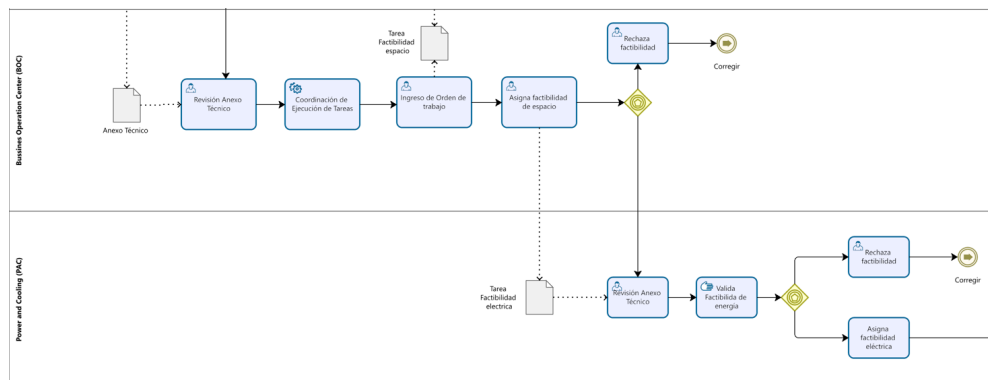 Bussines Operation Center (BOC)
Anexo Técnico
Revisión Anexo
Técnico
Coordinación de
Ejecución de Tareas
Tarea
Factibilidad
espacio
Ingreso de Orden de
trabajo
Asigna factibilidad
de espacio
Rechaza
factibilidad
Corregir
Power and Cooling (PAC)
Tarea
Factibilidad
electrica
Revisión Anexo
Técnico
Valida
Factibilida de
energia
Rechaza
factibilidad
Corregir
Asigna
factibilidad
eléctrica